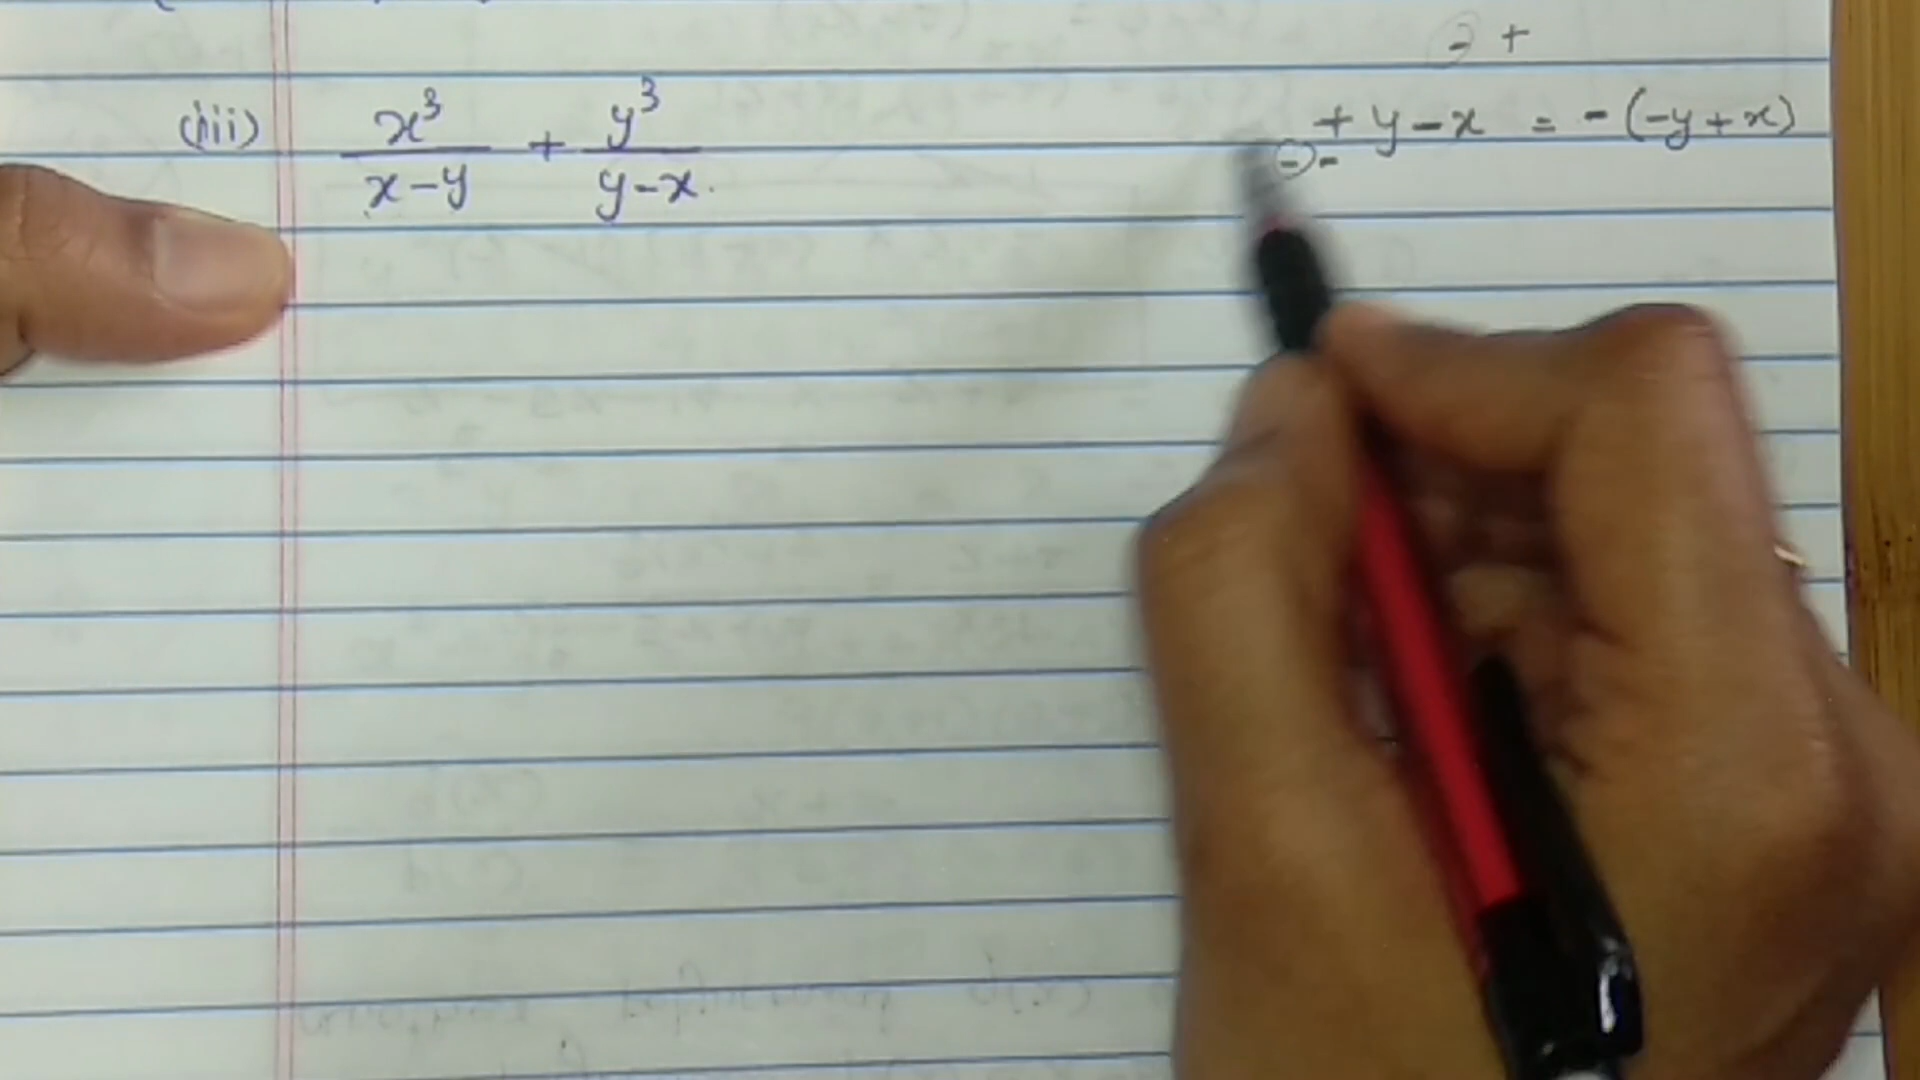 - +
(iii) x³/(x-y) + y³/(y-x).
+ y - x = - (-y + x)
(-) -